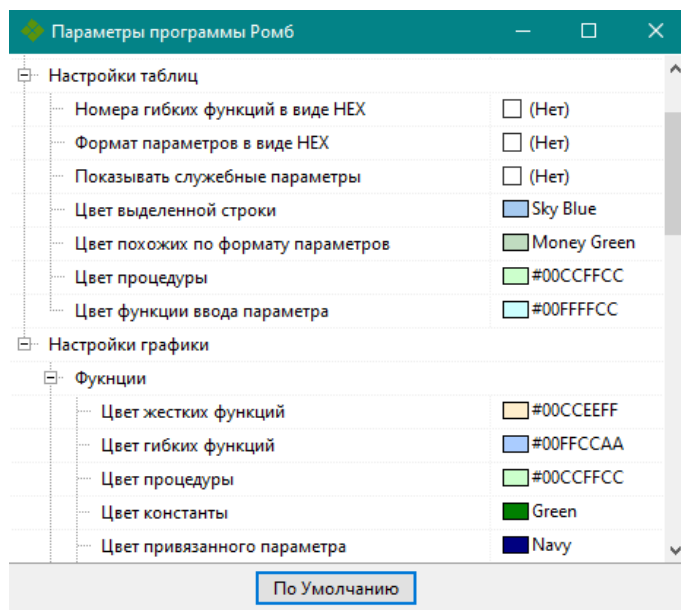 Параметры программы Ромб
Настройки таблиц
Номера гибких функций в виде HEX (Нет)
Формат параметров в виде HEX (Нет)
Показывать служебные параметры (Нет)
Цвет выделенной строки Sky Blue
Цвет похожих по формату параметров Money Green
Цвет процедуры #00CCFFCC
Цвет функции ввода параметра #00FFFFCC
Настройки графики
Фукнции
Цвет жестких функций #00CCEEFF
Цвет гибких функций #00FFCCAA
Цвет процедуры #00CCFFCC
Цвет константы Green
Цвет привязанного параметра Navy
По Умолчанию